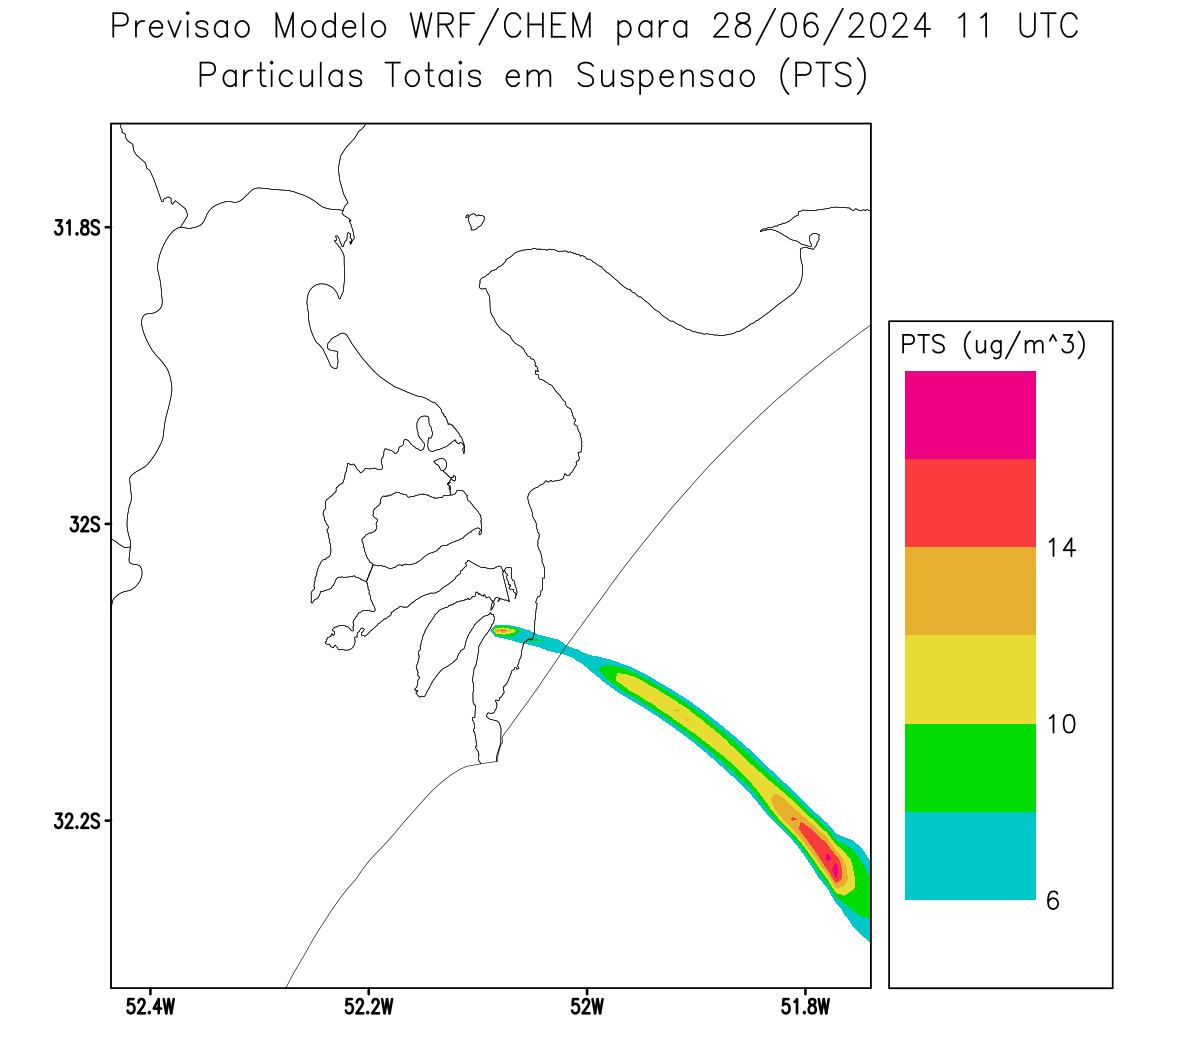 Previsao Modelo WRF/CHEM para 28/06/2024 11 UTC
Particulas Totais em Suspensao (PTS)
31.8S
32S
32.2S
52.4W 52.2W 52W 51.8W
PTS (ug/m^3)
14
10
6